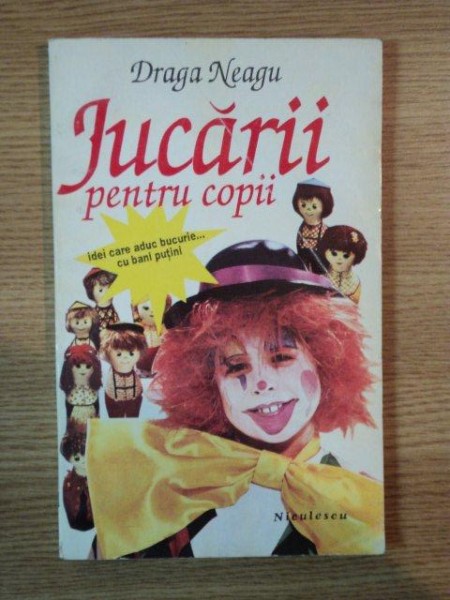 Draga Neagu
Jucării
pentru copii
idei care aduc bucurie...
cu bani puțini
Niculescu